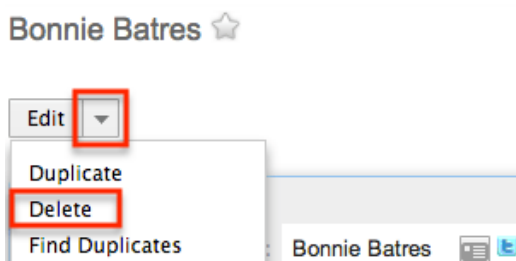 Bonnie Batres
Edit
Duplicate
Delete
Find Duplicates
: Bonnie Batres